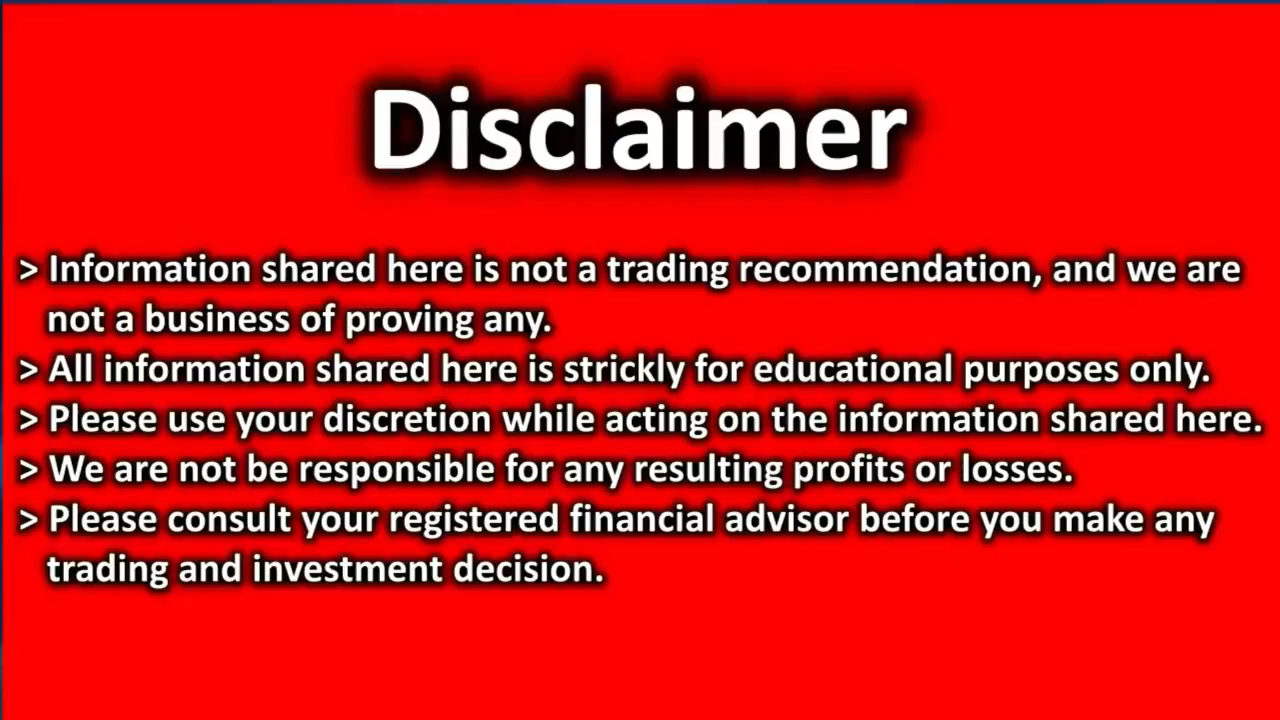 Disclaimer
> Information shared here is not a trading recommendation, and we are
not a business of proving any.
> All information shared here is strickly for educational purposes only.
> Please use your discretion while acting on the information shared here.
> We are not be responsible for any resulting profits or losses.
> Please consult your registered financial advisor before you make any
trading and investment decision.